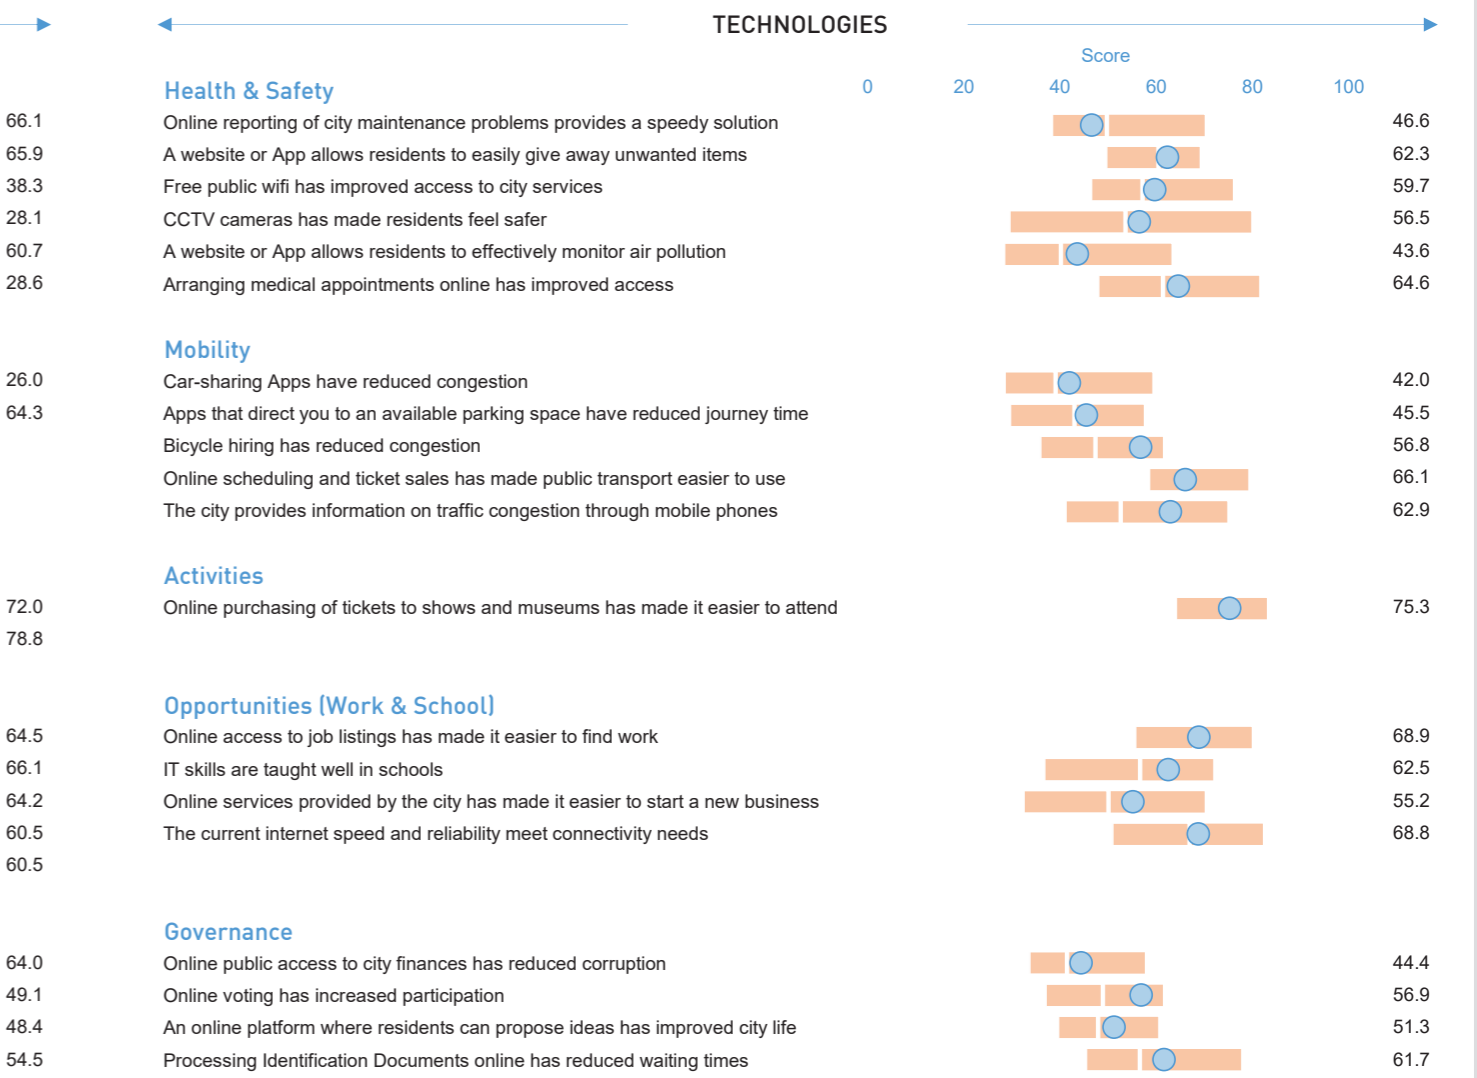 TECHNOLOGIES
Score
Health & Safety 0 20 40 60 80 100
66.1 Online reporting of city maintenance problems provides a speedy solution 46.6
65.9 A website or App allows residents to easily give away unwanted items 62.3
38.3 Free public wifi has improved access to city services 59.7
28.1 CCTV cameras has made residents feel safer 56.5
60.7 A website or App allows residents to effectively monitor air pollution 43.6
28.6 Arranging medical appointments online has improved access 64.6
Mobility
26.0 Car-sharing Apps have reduced congestion 42.0
64.3 Apps that direct you to an available parking space have reduced journey time 45.5
Bicycle hiring has reduced congestion 56.8
Online scheduling and ticket sales has made public transport easier to use 66.1
The city provides information on traffic congestion through mobile phones 62.9
Activities
72.0 Online purchasing of tickets to shows and museums has made it easier to attend 75.3
78.8
Opportunities (Work & School)
64.5 Online access to job listings has made it easier to find work 68.9
66.1 IT skills are taught well in schools 62.5
64.2 Online services provided by the city has made it easier to start a new business 55.2
60.5 The current internet speed and reliability meet connectivity needs 68.8
60.5
Governance
64.0 Online public access to city finances has reduced corruption 44.4
49.1 Online voting has increased participation 56.9
48.4 An online platform where residents can propose ideas has improved city life 51.3
54.5 Processing Identification Documents online has reduced waiting times 61.7